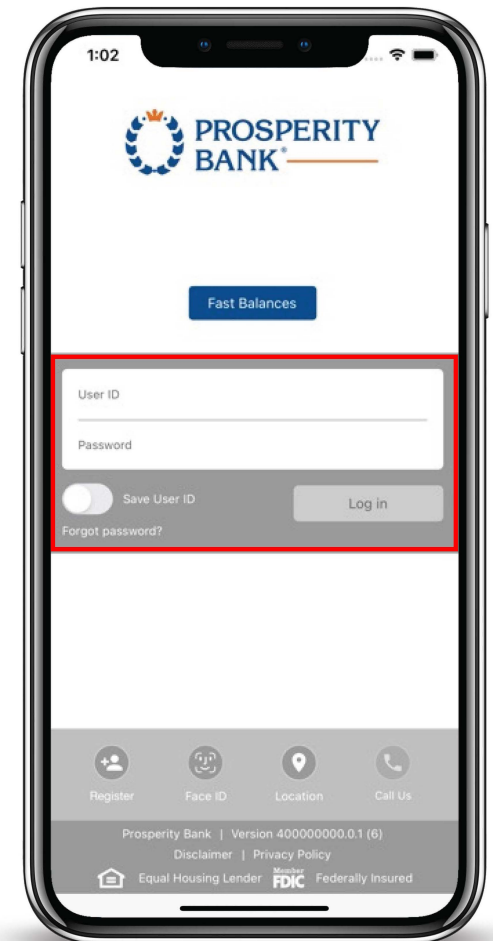 1:02
PROSPERITY
BANK®
Fast Balances
User ID
Password
Save User ID
Log in
Forgot password?
Register
Face ID
Location
Call Us
Prosperity Bank | Version 400000000.0.1 (6)
Disclaimer | Privacy Policy
Equal Housing Lender Member FDIC Federally Insured